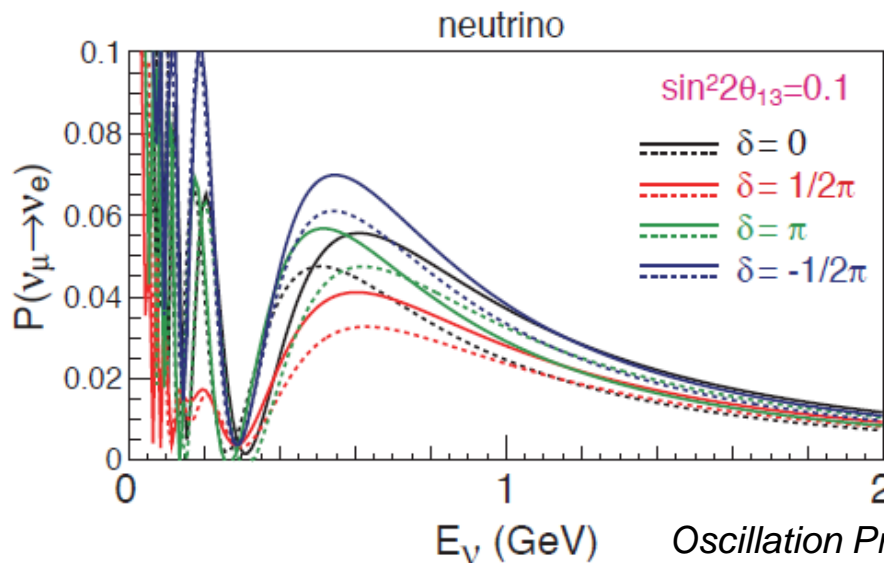 neutrino
sin²2θ₁₃=0.1
δ = 0
δ = 1/2π
δ = π
δ = -1/2π
P(νμ→νe)
0.1
0.08
0.06
0.04
0.02
0
0 1 2
Eν (GeV)
Oscillation Pr